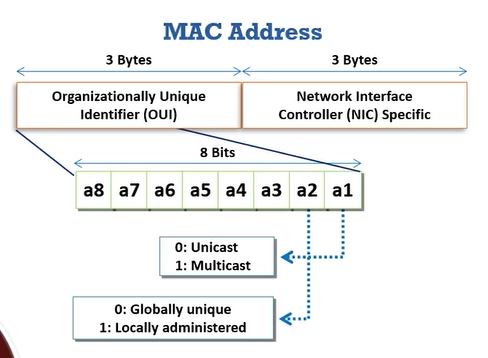 MAC Address
3 Bytes
3 Bytes
Organizationally Unique
Identifier (OUI)
Network Interface
Controller (NIC) Specific
8 Bits
a8 a7 a6 a5 a4 a3 a2 a1
0: Unicast
1: Multicast
0: Globally unique
1: Locally administered